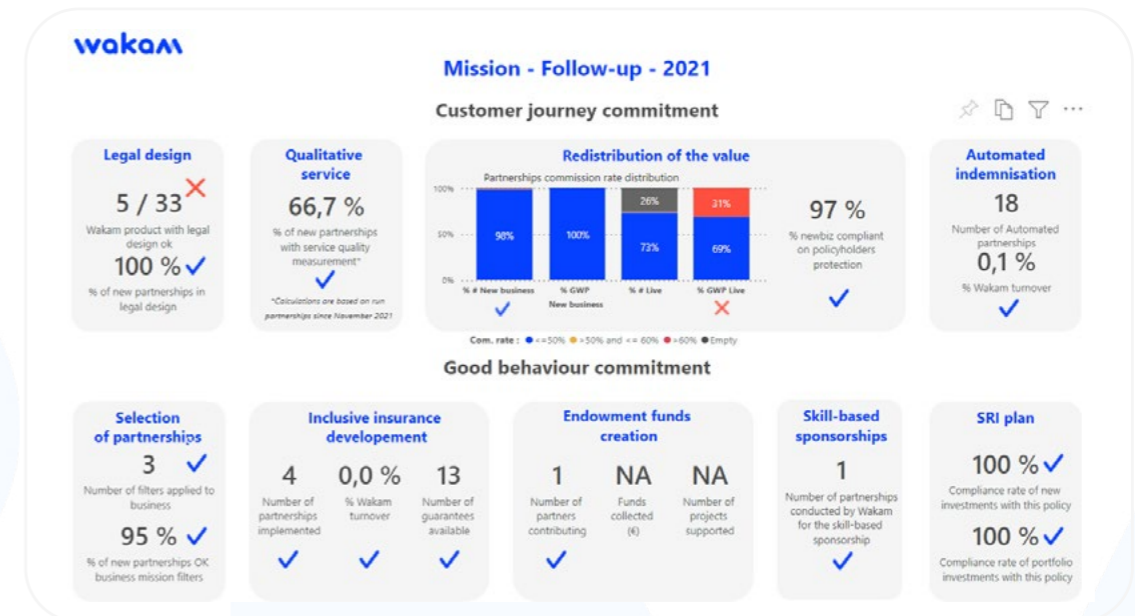 wakam
Mission - Follow-up - 2021
Customer journey commitment
Legal design
5 / 33
Wakam product with legal
design ok
100 %
% of new partnerships in
legal design
Qualitative
service
66,7 %
% of new partnerships
with service quality
measurement*
*Calculations are based on run
partnerships since November 2021
Redistribution of the value
Partnerships commission rate distribution
100%
50%
0%
98%
100%
26%
73%
31%
69%
% # New business
% GWP
New business
% # Live
% GWP Live
Com. rate : <=50% >50% and <= 60% >60% Empty
97 %
% newbiz compliant
on policyholders
protection
Automated
indemnisation
18
Number of Automated
partnerships
0,1 %
% Wakam turnover
Good behaviour commitment
Selection
of partnerships
3
Number of filters applied to
business
95 %
% of new partnerships OK
business mission filters
Inclusive insurance
developement
4
Number of
partnerships
implemented
0,0 %
% Wakam
turnover
13
Number of
guarantees
available
Endowment funds
creation
1
Number of
partners
contributing
NA
Funds
collected
(€)
NA
Number of
projects
supported
Skill-based
sponsorships
1
Number of partnerships
conducted by Wakam
for the skill-based
sponsorship
SRI plan
100 %
Compliance rate of new
investments with this policy
100 %
Compliance rate of portfolio
investments with this policy